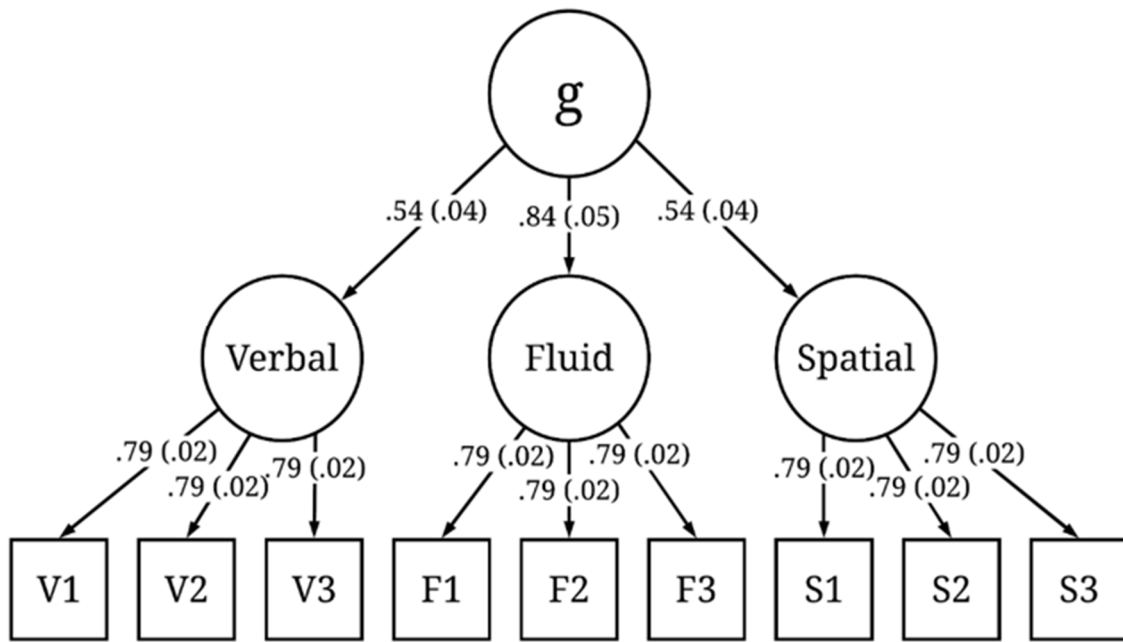 g
.54 (.04) .84 (.05) .54 (.04)
Verbal Fluid Spatial
.79 (.02) .79 (.02) .79 (.02) .79 (.02) .79 (.02) .79 (.02) .79 (.02) .79 (.02) .79 (.02)
V1 V2 V3 F1 F2 F3 S1 S2 S3